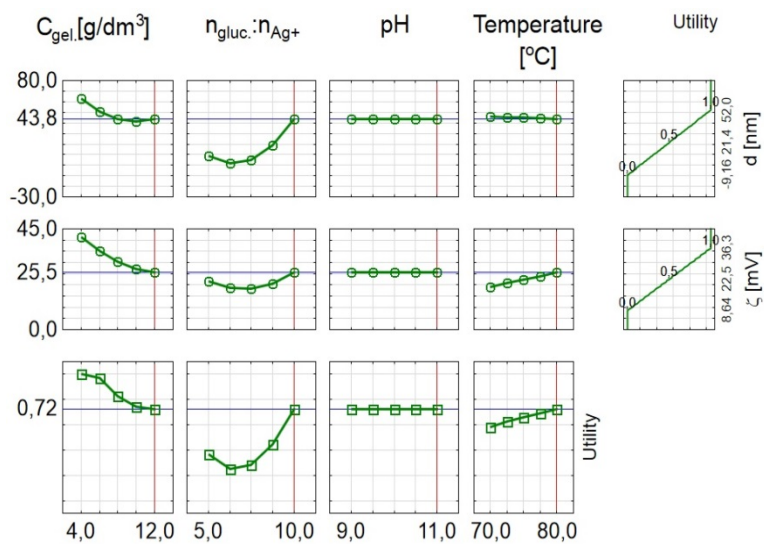 C gel.[g/dm³] n gluc.:n Ag+ pH Temperature Utility
[°C]
80,0
43,8
-30,0
0,0 0,5 1,0
-9,16 21,4 52,0
d [nm]
45,0
25,5
0,0
0,0 0,5 1,0
8,64 22,5 36,3
ζ [mV]
0,72
Utility
4,0 12,0 5,0 10,0 9,0 11,0 70,0 80,0